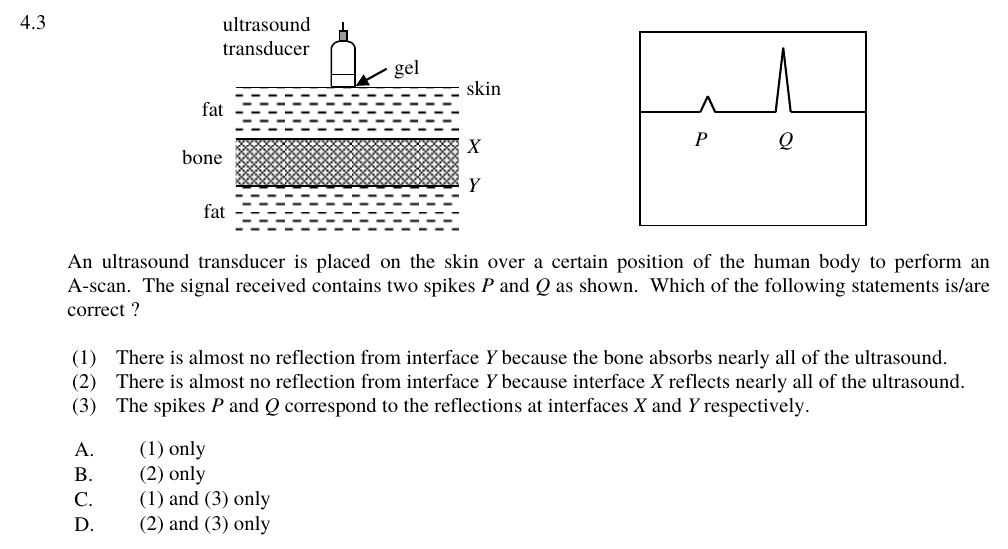 4.3
ultrasound
transducer
gel
skin
fat
X
bone
Y
fat
P Q
An ultrasound transducer is placed on the skin over a certain position of the human body to perform an
A-scan. The signal received contains two spikes P and Q as shown. Which of the following statements is/are
correct ?
(1) There is almost no reflection from interface Y because the bone absorbs nearly all of the ultrasound.
(2) There is almost no reflection from interface Y because interface X reflects nearly all of the ultrasound.
(3) The spikes P and Q correspond to the reflections at interfaces X and Y respectively.
A. (1) only
B. (2) only
C. (1) and (3) only
D. (2) and (3) only